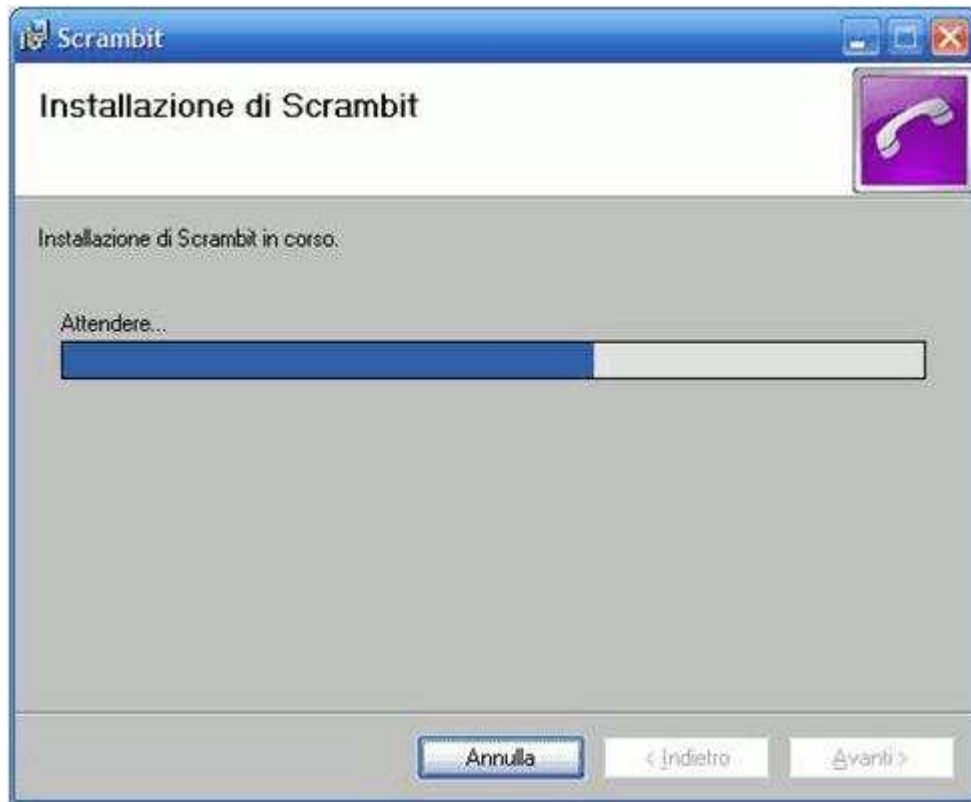 Scrambit
Installazione di Scrambit
Installazione di Scrambit in corso.
Attendere...
Annulla
< Indietro
Avanti >